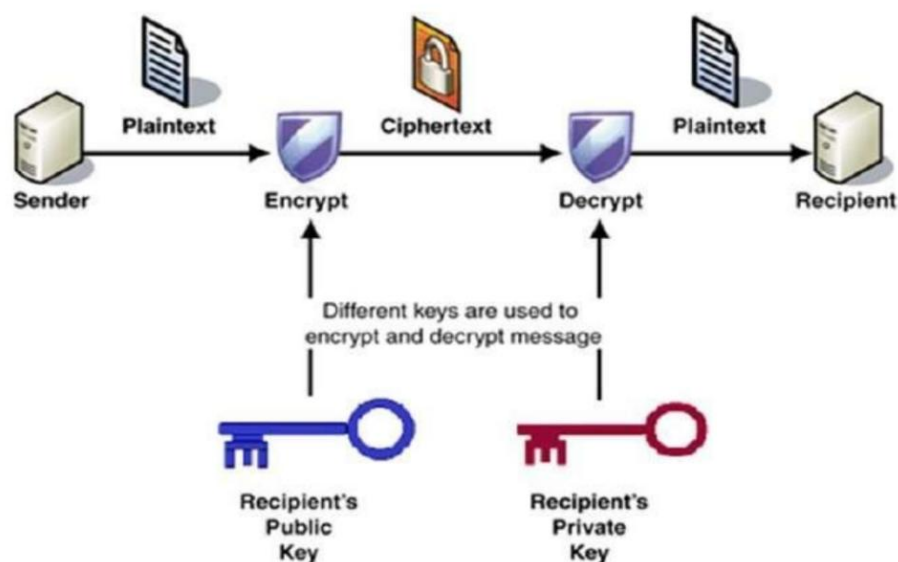 Plaintext
Ciphertext
Plaintext
Sender
Encrypt
Decrypt
Recipient
Different keys are used to
encrypt and decrypt message
Recipient's
Public
Key
Recipient's
Private
Key